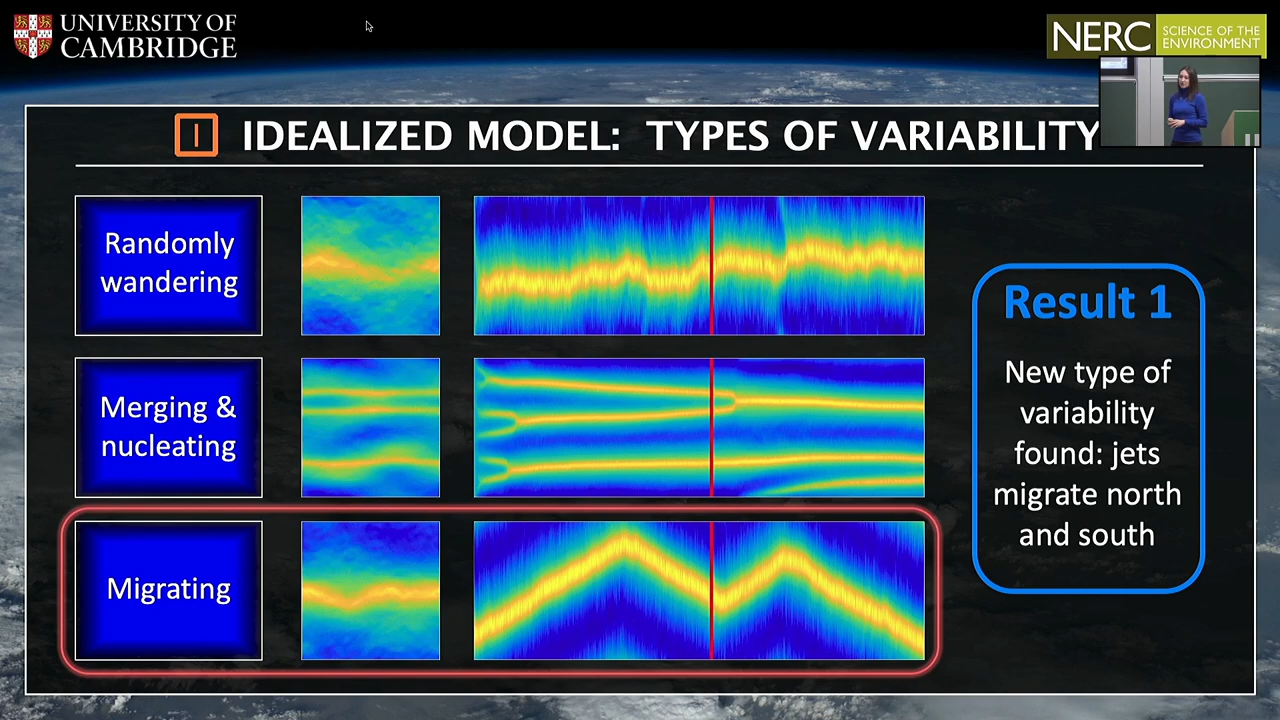 UNIVERSITY OF
CAMBRIDGE
NERC
SCIENCE OF THE
ENVIRONMENT
I IDEALIZED MODEL: TYPES OF VARIABILITY
Randomly
wandering
Merging &
nucleating
Migrating
Result 1
New type of
variability
found: jets
migrate north
and south